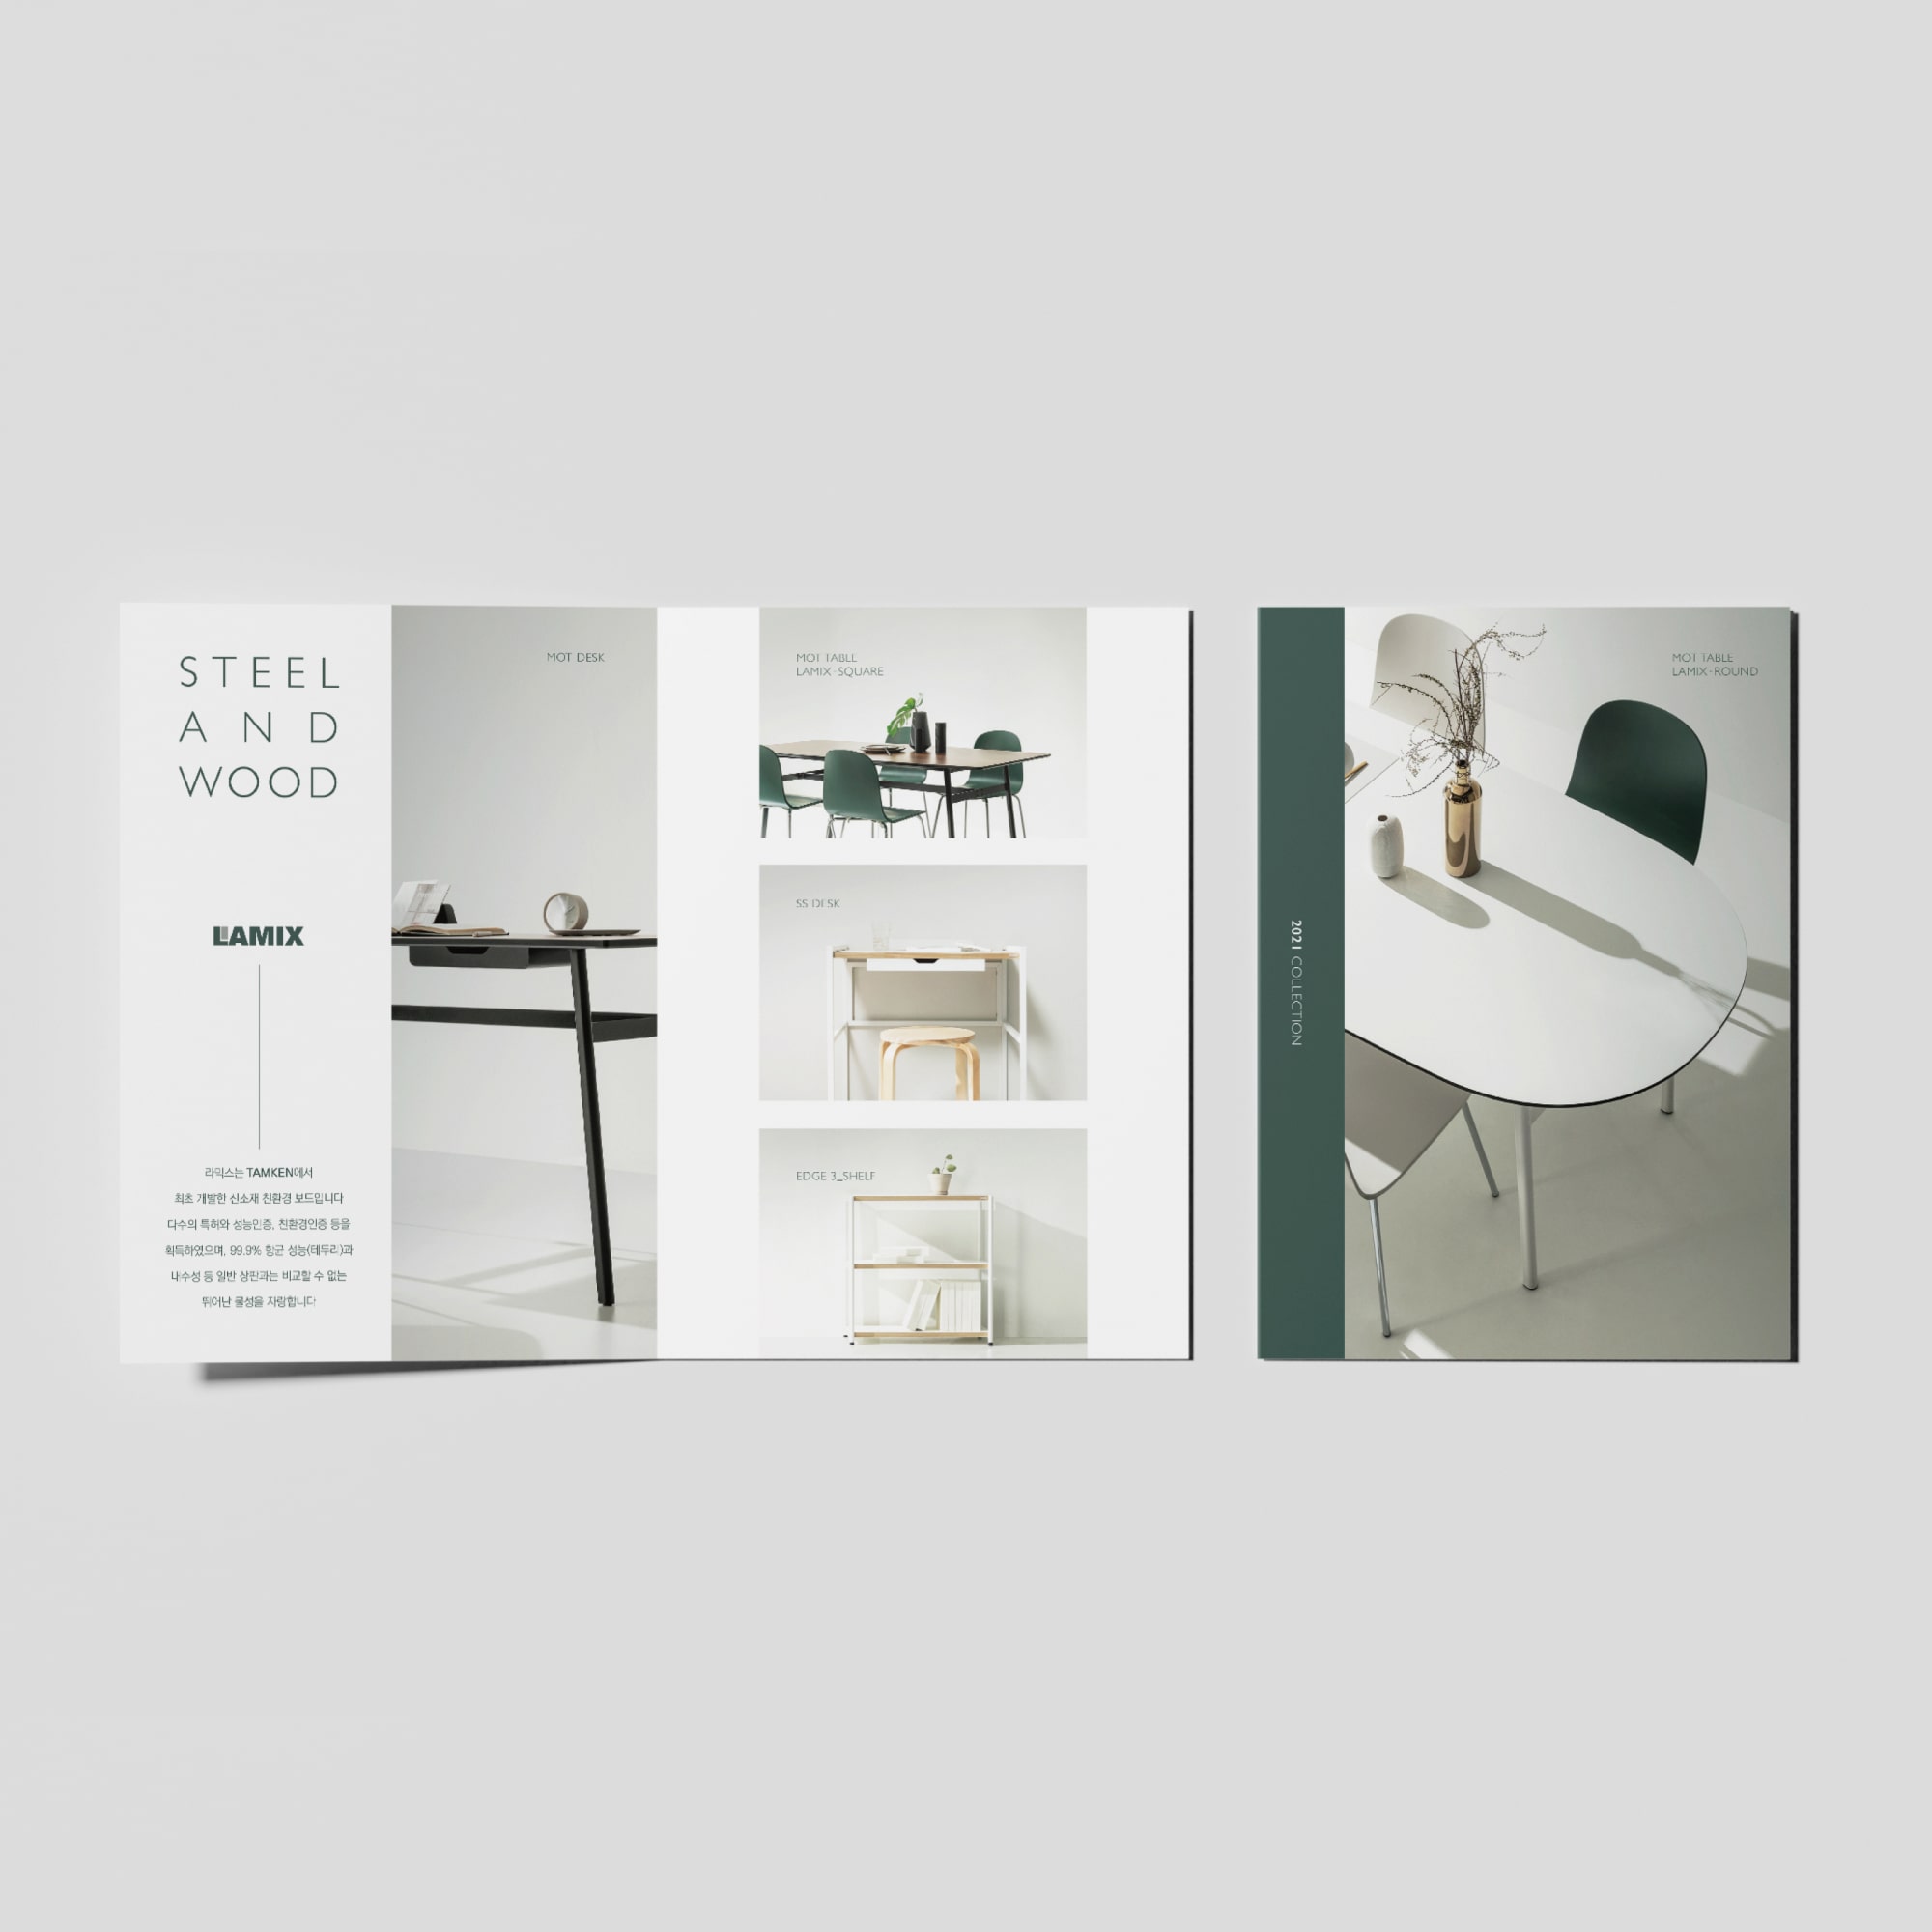 STEEL
AND
WOOD
LAMIX
라믹스는 TAMKEN에서
최초 개발한 신소재 친환경 보드입니다
다수의 특허와 성능인증, 친환경인증 등을
획득하였으며, 99.9% 항균 성능(테두리)과
내수성 등 일반 상판과는 비교할 수 없는
뛰어난 물성을 자랑합니다
MOT DESK
MOT TABLE
LAMIX-SQUARE
SS DESK
EDGE 3_SHELF
2021 COLLECTION
MOT TABLE
LAMIX-ROUND